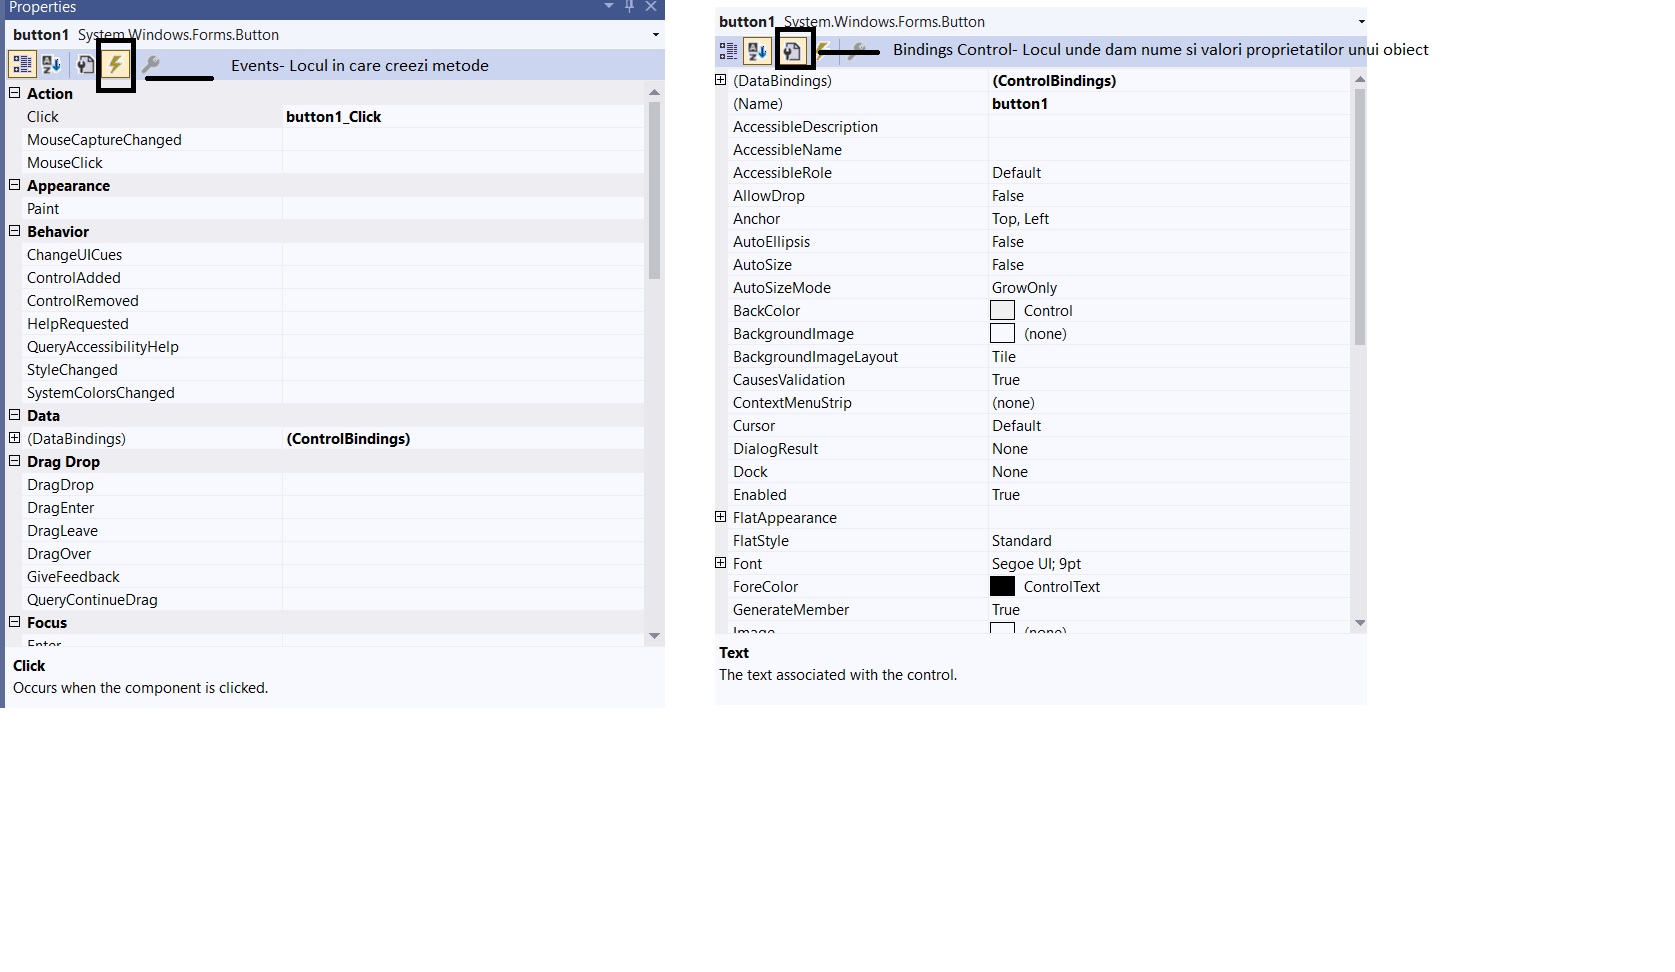 Properties
button1 System.Windows.Forms.Button
Events- Locul in care creezi metode
Action
Click button1_Click
MouseCaptureChanged
MouseClick
Appearance
Paint
Behavior
ChangeUICues
ControlAdded
ControlRemoved
HelpRequested
QueryAccessibilityHelp
StyleChanged
SystemColorsChanged
Data
(DataBindings) (ControlBindings)
Drag Drop
DragDrop
DragEnter
DragLeave
DragOver
GiveFeedback
QueryContinueDrag
Focus
Enter
Click
Occurs when the component is clicked.
button1 System.Windows.Forms.Button
Bindings Control- Locul unde dam nume si valori proprietatilor unui obiect
(DataBindings) (ControlBindings)
(Name) button1
AccessibleDescription
AccessibleName
AccessibleRole Default
AllowDrop False
Anchor Top, Left
AutoEllipsis False
AutoSize False
AutoSizeMode GrowOnly
BackColor Control
BackgroundImage (none)
BackgroundImageLayout Tile
CausesValidation True
ContextMenuStrip (none)
Cursor Default
DialogResult None
Dock None
Enabled True
FlatAppearance
FlatStyle Standard
Font Segoe UI; 9pt
ForeColor ControlText
GenerateMember True
Image (none)
Text
The text associated with the control.